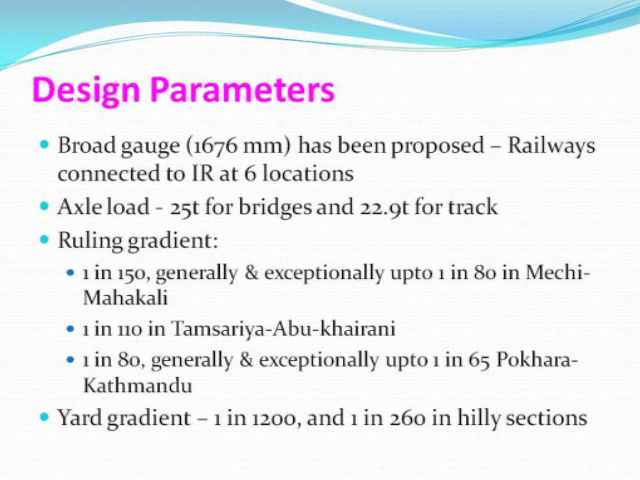 Design Parameters
Broad gauge (1676 mm) has been proposed – Railways
connected to IR at 6 locations
Axle load - 25t for bridges and 22.9t for track
Ruling gradient:
1 in 150, generally & exceptionally upto 1 in 80 in Mechi-
Mahakali
1 in 110 in Tamsariya-Abu-khairani
1 in 80, generally & exceptionally upto 1 in 65 Pokhara-
Kathmandu
Yard gradient – 1 in 1200, and 1 in 260 in hilly sections